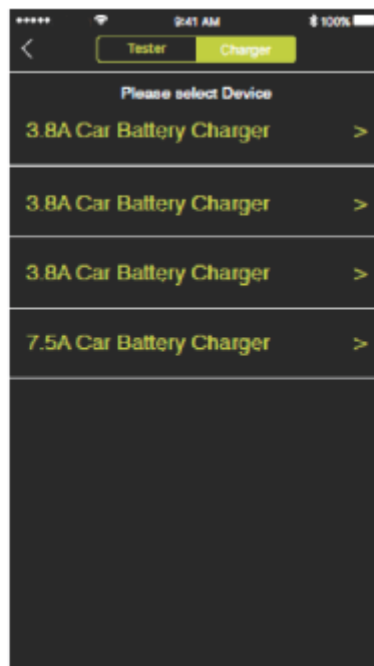 9:41 AM 100%
Tester Charger
Please select Device
3.8A Car Battery Charger >
3.8A Car Battery Charger >
3.8A Car Battery Charger >
7.5A Car Battery Charger >